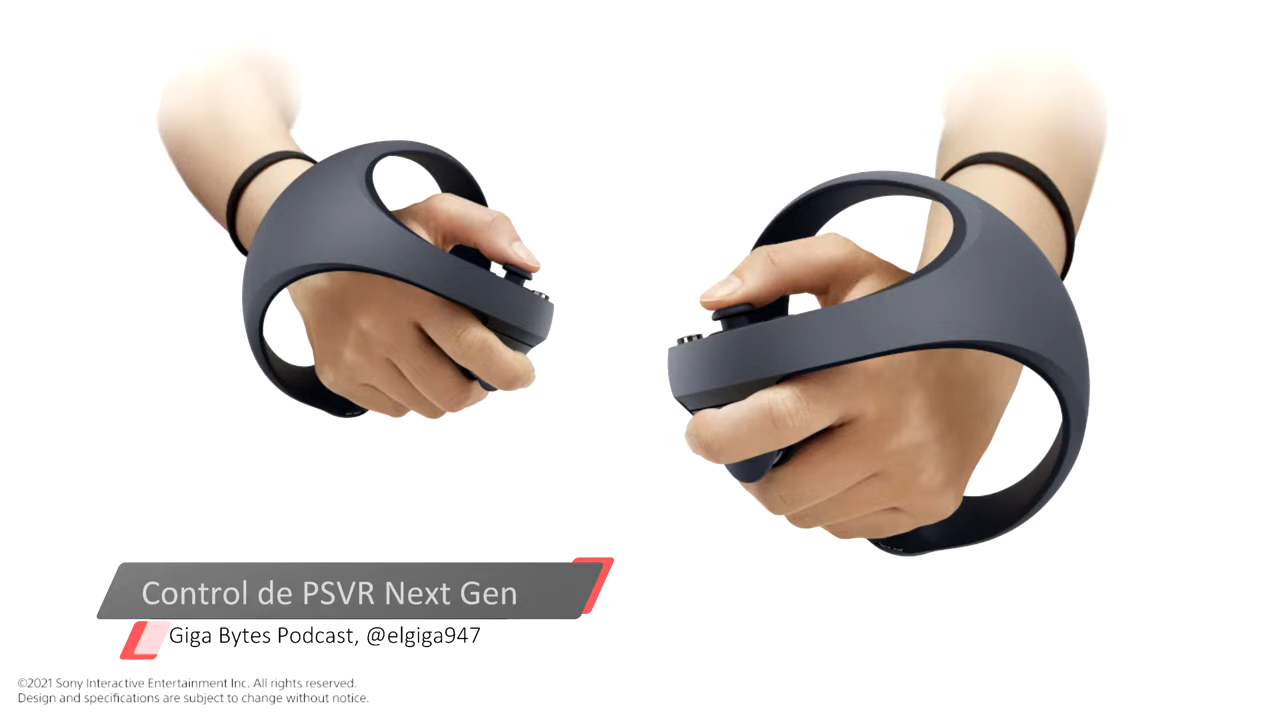 Control de PSVR Next Gen
Giga Bytes Podcast, @elgiga947
©2021 Sony Interactive Entertainment Inc. All rights reserved.
Design and specifications are subject to change without notice.